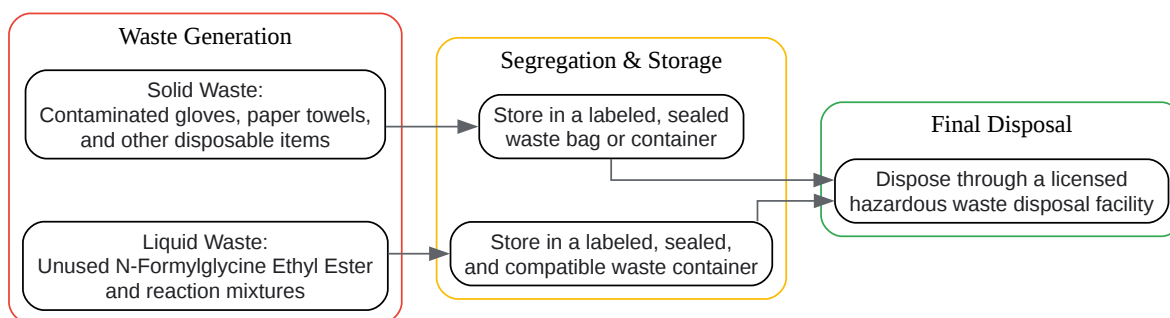 Waste Generation
Solid Waste:
Contaminated gloves, paper towels,
and other disposable items
Liquid Waste:
Unused N-Formylglycine Ethyl Ester
and reaction mixtures
Segregation & Storage
Store in a labeled, sealed
waste bag or container
Store in a labeled, sealed,
and compatible waste container
Final Disposal
Dispose through a licensed
hazardous waste disposal facility